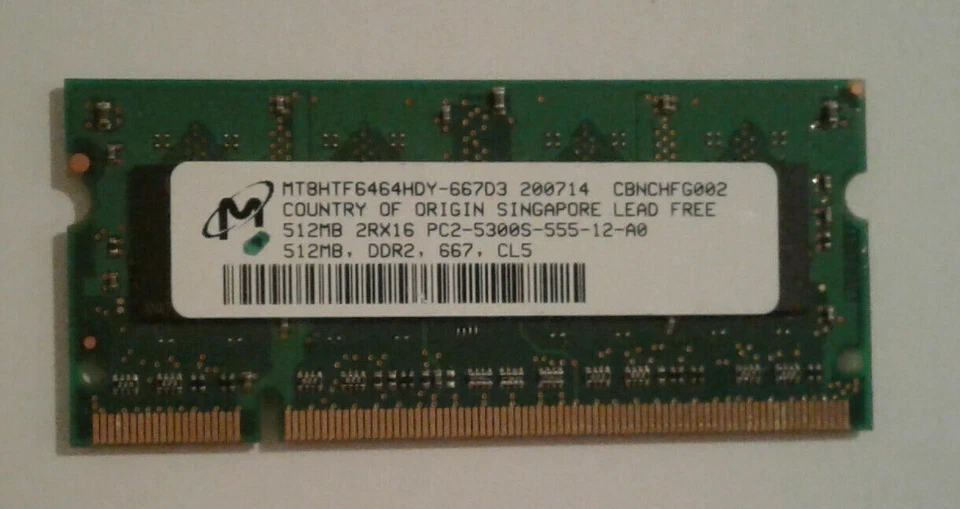 MT8HTF6464HDY-667D3 200714 CBNCHFG002
COUNTRY OF ORIGIN SINGAPORE LEAD FREE
512MB 2RX16 PC2-5300S-555-12-A0
512MB, DDR2, 667, CL5